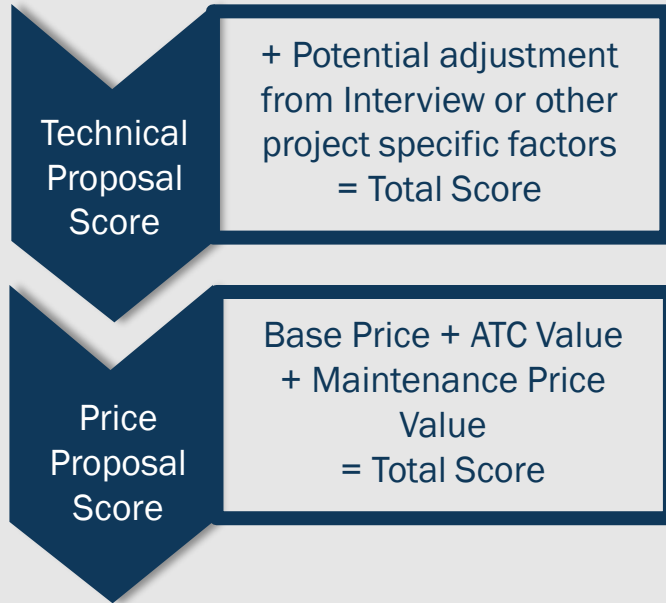 Technical
Proposal
Score
+ Potential adjustment
from Interview or other
project specific factors
= Total Score
Price
Proposal
Score
Base Price + ATC Value
+ Maintenance Price
Value
= Total Score